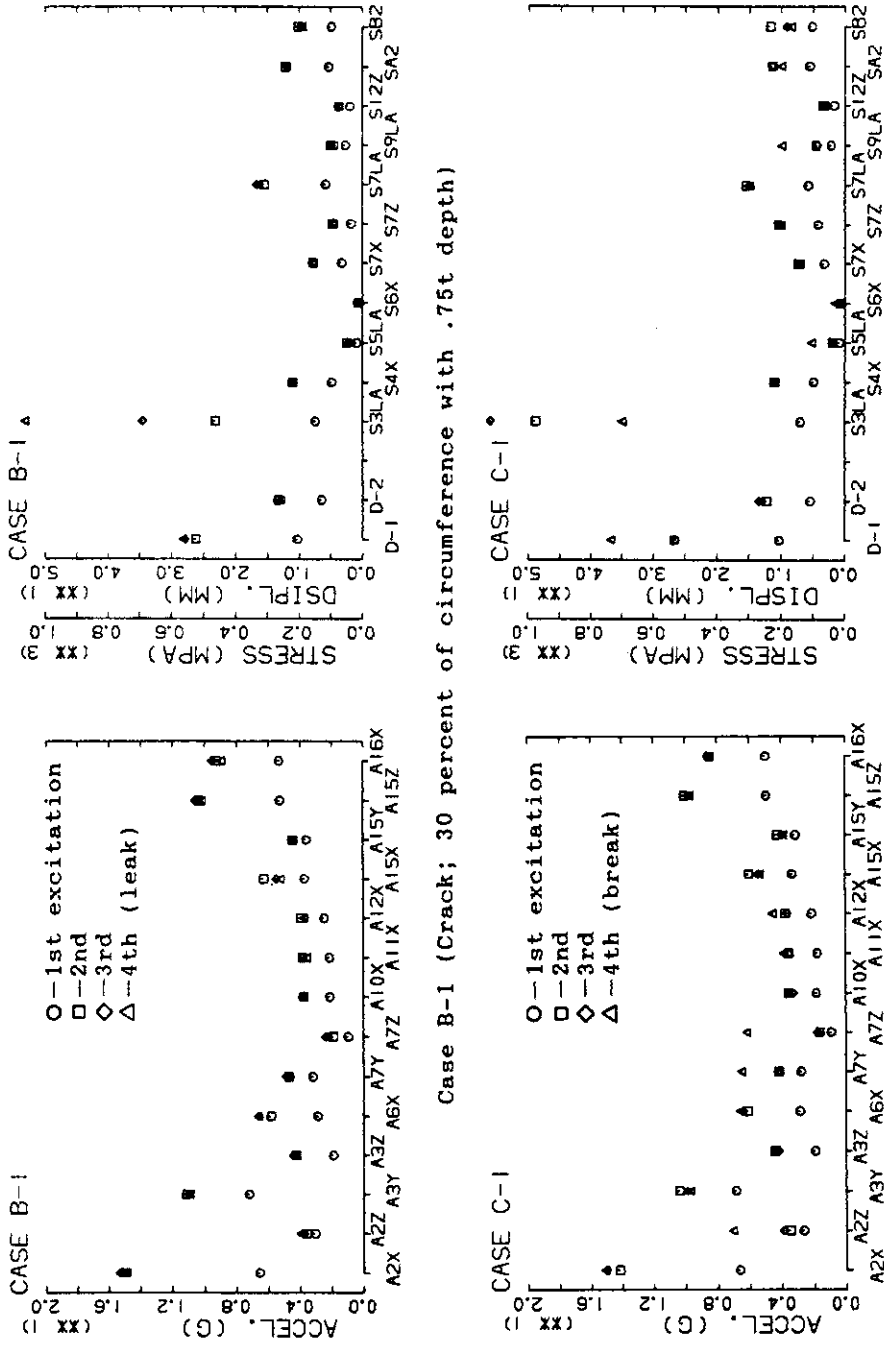 CASE B-1
○—1st excitation
□—2nd
◇—3rd
△—4th (leak)
2.0
1.6
1.2
0.8
0.4
0.0
ACCEL. (G)
(** 1)
A2X A2Z A3Y A3Z A6X A7Y A7Z A10X A11X A12X A15X A15Y A15Z A16X
CASE B-1
1.0
0.8
0.6
0.4
0.2
0.0
STRESS (MPA)
(** 3)
5.0
4.0
3.0
2.0
1.0
0.0
DSIPL. (MM)
(** 1)
D-1 D-2 S3LA S4X S5LA S6X S7X S7Z S7LA S9LA S12Z SA2 SB2
Case B-1 (Crack; 30 percent of circumference with .75t depth)
CASE C-1
○—1st excitation
□—2nd
◇—3rd
△—4th (break)
2.0
1.6
1.2
0.8
0.4
0.0
ACCEL. (G)
(** 1)
A2X A2Z A3Y A3Z A6X A7Y A7Z A10X A11X A12X A15X A15Y A15Z A16X
CASE C-1
1.0
0.8
0.6
0.4
0.2
0.0
STRESS (MPA)
(** 3)
5.0
4.0
3.0
2.0
1.0
0.0
DISPL. (MM)
(** 1)
D-1 D-2 S3LA S4X S5LA S6X S7X S7Z S7LA S9LA S12Z SA2 SB2